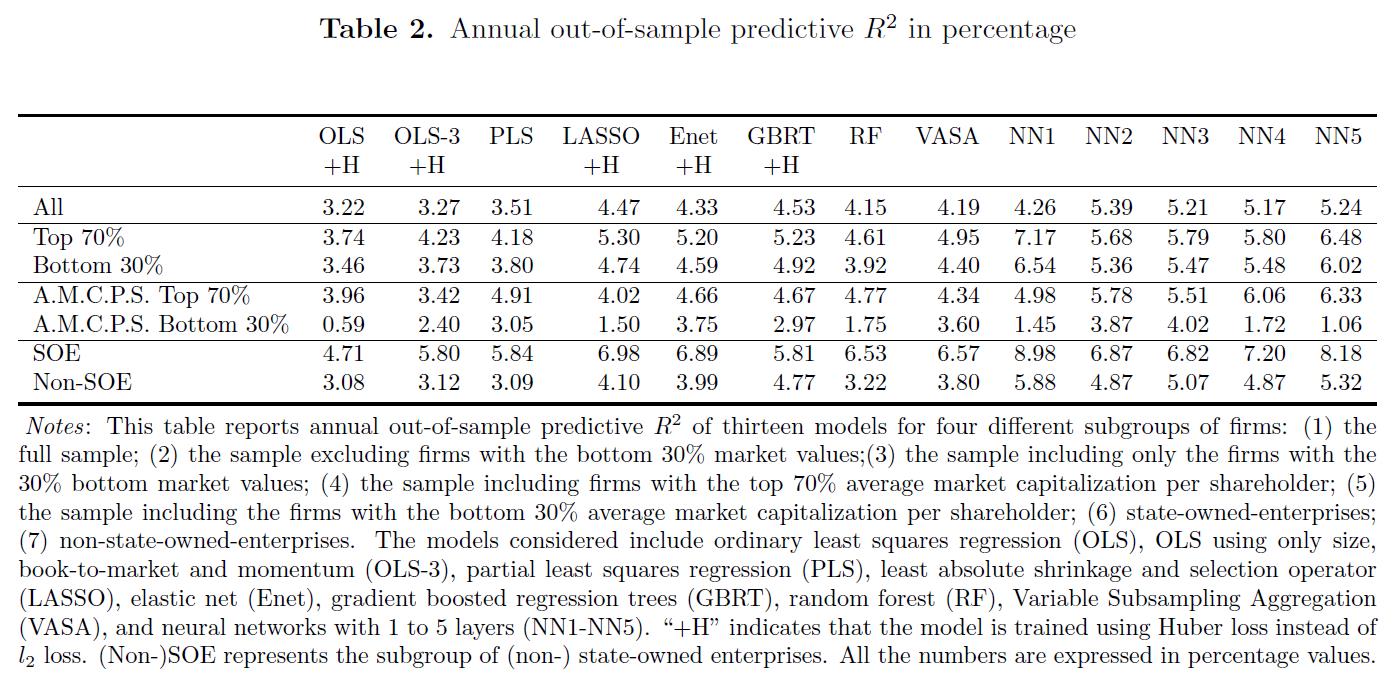 Table 2. Annual out-of-sample predictive R² in percentage
OLS OLS-3 PLS LASSO Enet GBRT RF VASA NN1 NN2 NN3 NN4 NN5
+H +H +H +H +H
All 3.22 3.27 3.51 4.47 4.33 4.53 4.15 4.19 4.26 5.39 5.21 5.17 5.24
Top 70% 3.74 4.23 4.18 5.30 5.20 5.23 4.61 4.95 7.17 5.68 5.79 5.80 6.48
Bottom 30% 3.46 3.73 3.80 4.74 4.59 4.92 3.92 4.40 6.54 5.36 5.47 5.48 6.02
A.M.C.P.S. Top 70% 3.96 3.42 4.91 4.02 4.66 4.67 4.77 4.34 4.98 5.78 5.51 6.06 6.33
A.M.C.P.S. Bottom 30% 0.59 2.40 3.05 1.50 3.75 2.97 1.75 3.60 1.45 3.87 4.02 1.72 1.06
SOE 4.71 5.80 5.84 6.98 6.89 5.81 6.53 6.57 8.98 6.87 6.82 7.20 8.18
Non-SOE 3.08 3.12 3.09 4.10 3.99 4.77 3.22 3.80 5.88 4.87 5.07 4.87 5.32
Notes: This table reports annual out-of-sample predictive R² of thirteen models for four different subgroups of firms: (1) the
full sample; (2) the sample excluding firms with the bottom 30% market values;(3) the sample including only the firms with the
30% bottom market values; (4) the sample including firms with the top 70% average market capitalization per shareholder; (5)
the sample including the firms with the bottom 30% average market capitalization per shareholder; (6) state-owned-enterprises;
(7) non-state-owned-enterprises. The models considered include ordinary least squares regression (OLS), OLS using only size,
book-to-market and momentum (OLS-3), partial least squares regression (PLS), least absolute shrinkage and selection operator
(LASSO), elastic net (Enet), gradient boosted regression trees (GBRT), random forest (RF), Variable Subsampling Aggregation
(VASA), and neural networks with 1 to 5 layers (NN1-NN5). “+H” indicates that the model is trained using Huber loss instead of
l₂ loss. (Non-)SOE represents the subgroup of (non-) state-owned enterprises. All the numbers are expressed in percentage values.